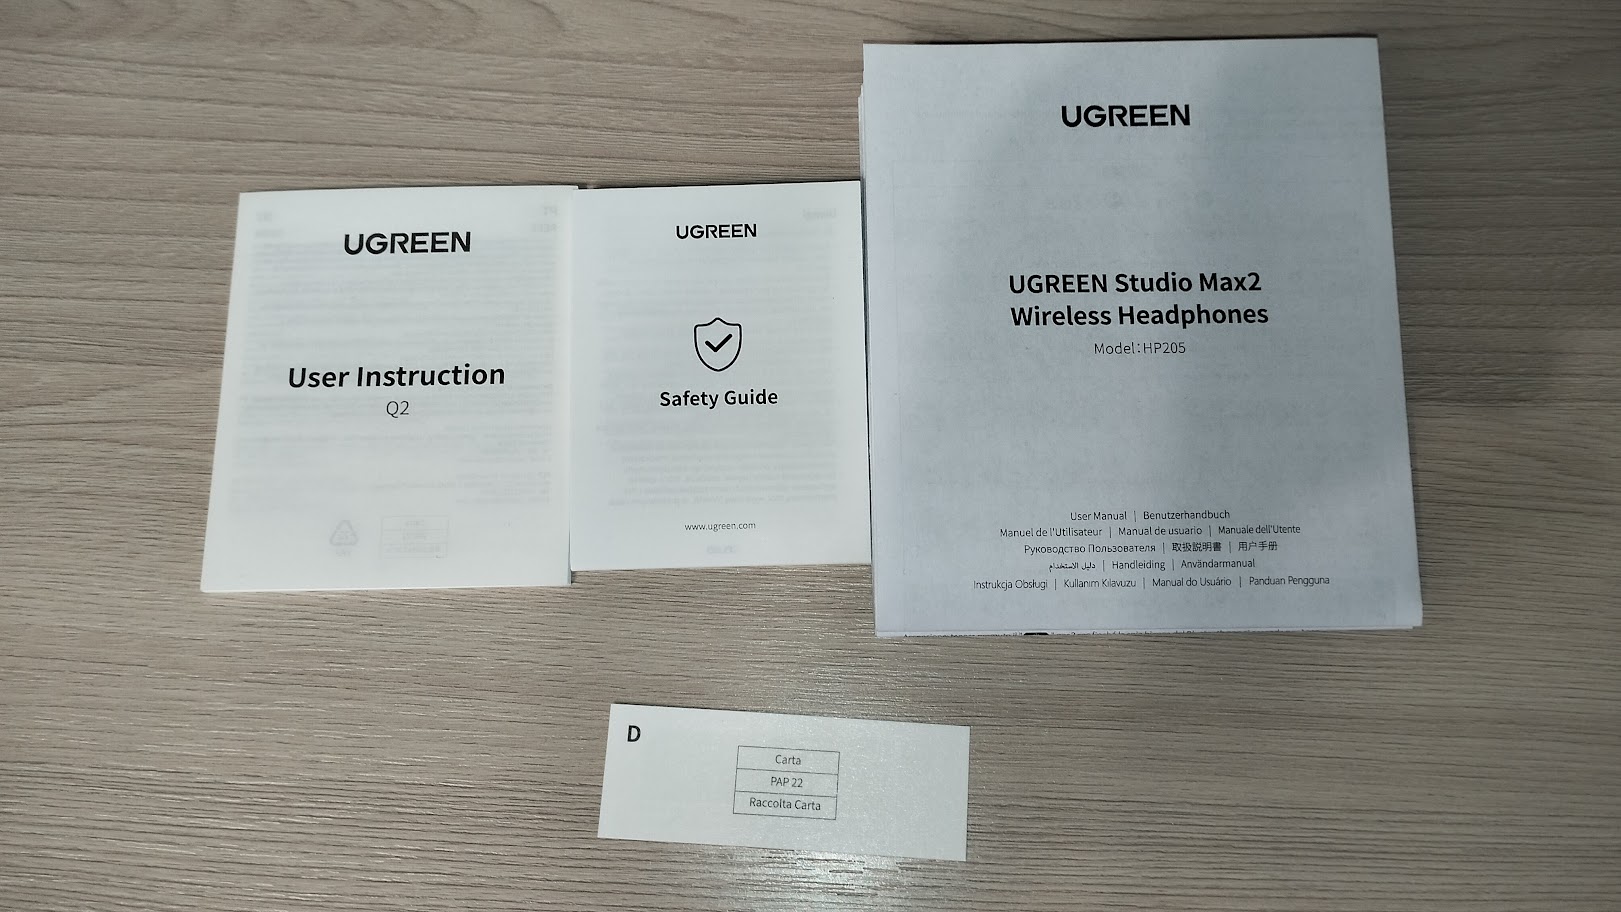 UGREEN
User Instruction
Q2
UGREEN
Safety Guide
www.ugreen.com
UGREEN
UGREEN Studio Max2
Wireless Headphones
Model:HP205
User Manual | Benutzerhandbuch
Manuel de l'Utilisateur | Manual de usuario | Manuale dell'Utente
Руководство Пользователя | 取扱説明書 | 用户手册
دليل الاستخدام | Handleiding | Användarmanual
Instrukcja Obsługi | Kullanım Kılavuzu | Manual do Usuário | Panduan Pengguna
D
Carta
PAP 22
Raccolta Carta